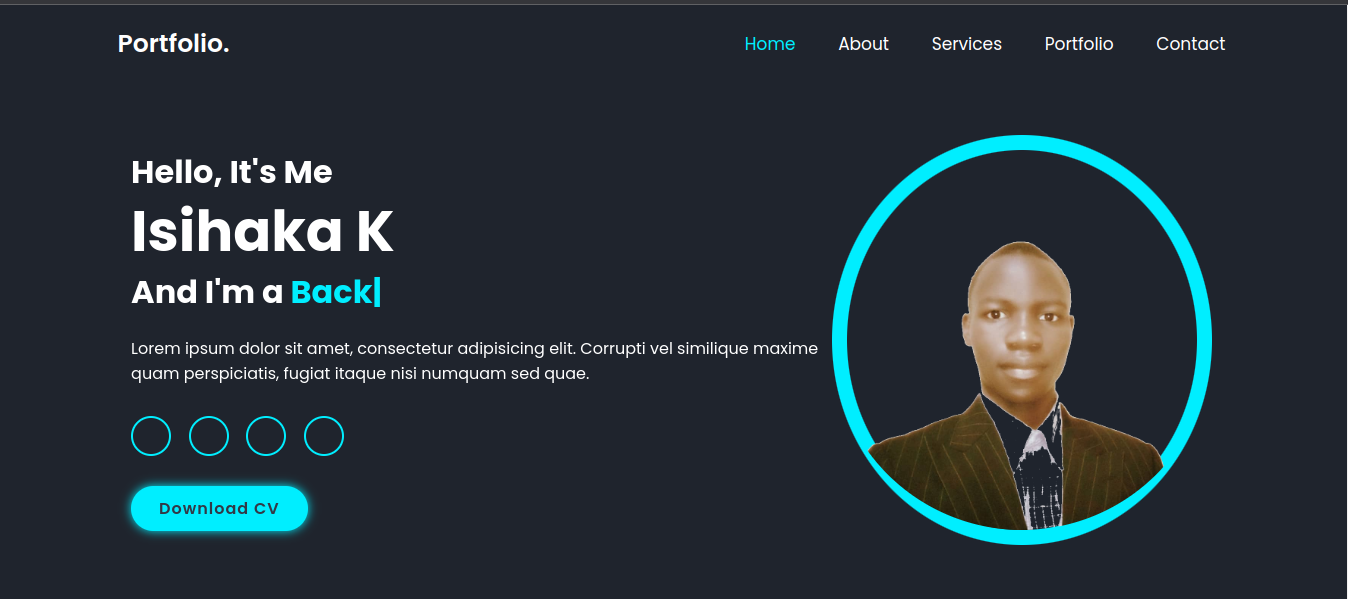 Portfolio.
Home About Services Portfolio Contact
Hello, It's Me
Isihaka K
And I'm a Back|
Lorem ipsum dolor sit amet, consectetur adipisicing elit. Corrupti vel similique maxime
quam perspiciatis, fugiat itaque nisi numquam sed quae.
Download CV